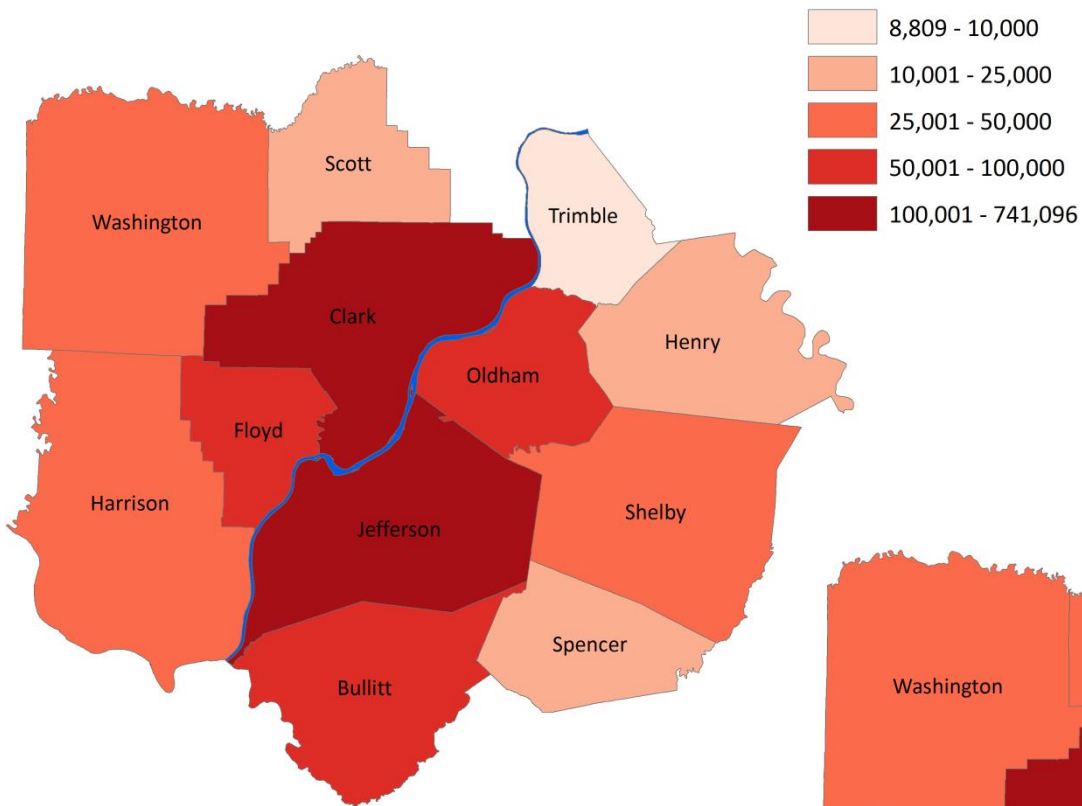 8,809 - 10,000
10,001 - 25,000
25,001 - 50,000
50,001 - 100,000
100,001 - 741,096
Scott
Washington
Trimble
Clark
Henry
Oldham
Floyd
Harrison
Shelby
Jefferson
Spencer
Bullitt
Washington